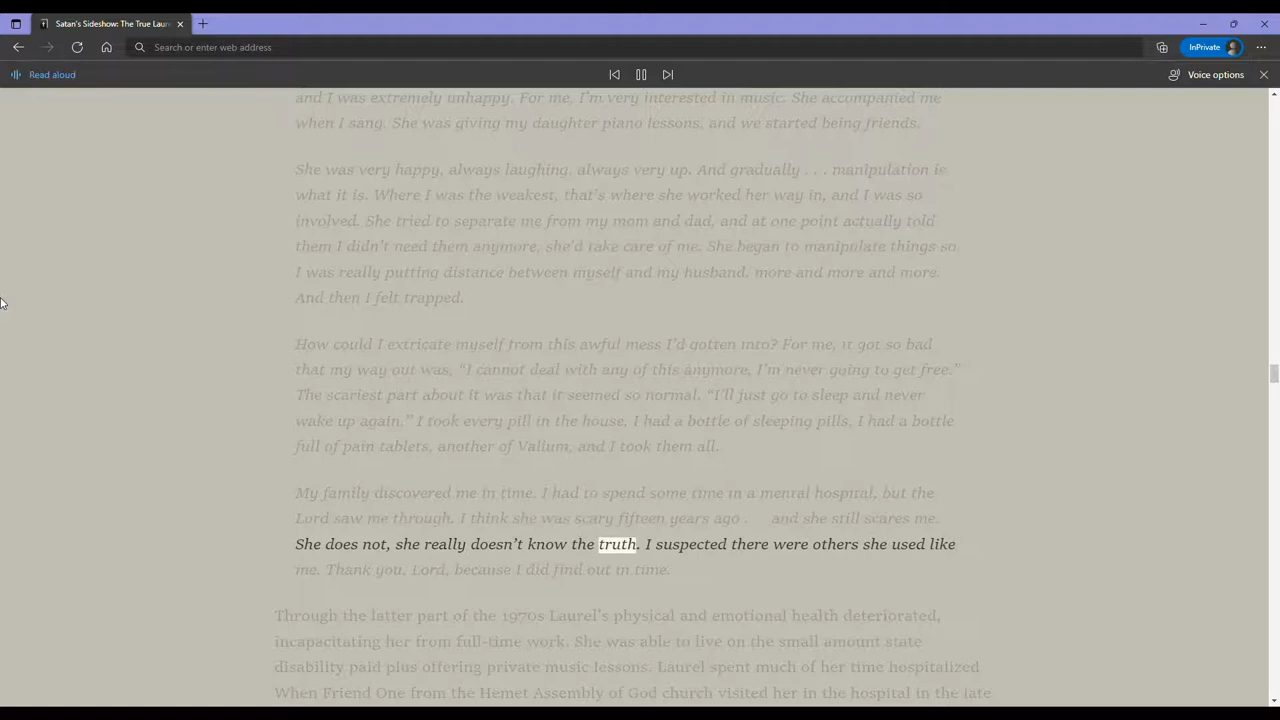 Satan's Sideshow: The True Laur
Search or enter web address
InPrivate
Read aloud
Voice options
and I was extremely unhappy. For me, I'm very interested in music. She accompanied me
when I sang. She was giving my daughter piano lessons, and we started being friends.
She was very happy, always laughing, always very up. And gradually . . . manipulation is
what it is. Where I was the weakest, that's where she worked her way in, and I was so
involved. She tried to separate me from my mom and dad, and at one point actually told
them I didn't need them anymore, she'd take care of me. She began to manipulate things so
I was really putting distance between myself and my husband. more and more and more.
And then I felt trapped.
How could I extricate myself from this awful mess I'd gotten into? For me, it got so bad
that my way out was, “I cannot deal with any of this anymore, I'm never going to get free.”
The scariest part about it was that it seemed so normal. “I'll just go to sleep and never
wake up again.” I took every pill in the house. I had a bottle of sleeping pills, I had a bottle
full of pain tablets, another of Valium, and I took them all.
My family discovered me in time. I had to spend some time in a mental hospital, but the
Lord saw me through. I think she was scary fifteen years ago . and she still scares me.
She does not, she really doesn't know the truth. I suspected there were others she used like
me. Thank you, Lord, because I did find out in time.
Through the latter part of the 1970s Laurel's physical and emotional health deteriorated,
incapacitating her from full-time work. She was able to live on the small amount state
disability paid plus offering private music lessons. Laurel spent much of her time hospitalized
When Friend One from the Hemet Assembly of God church visited her in the hospital in the late